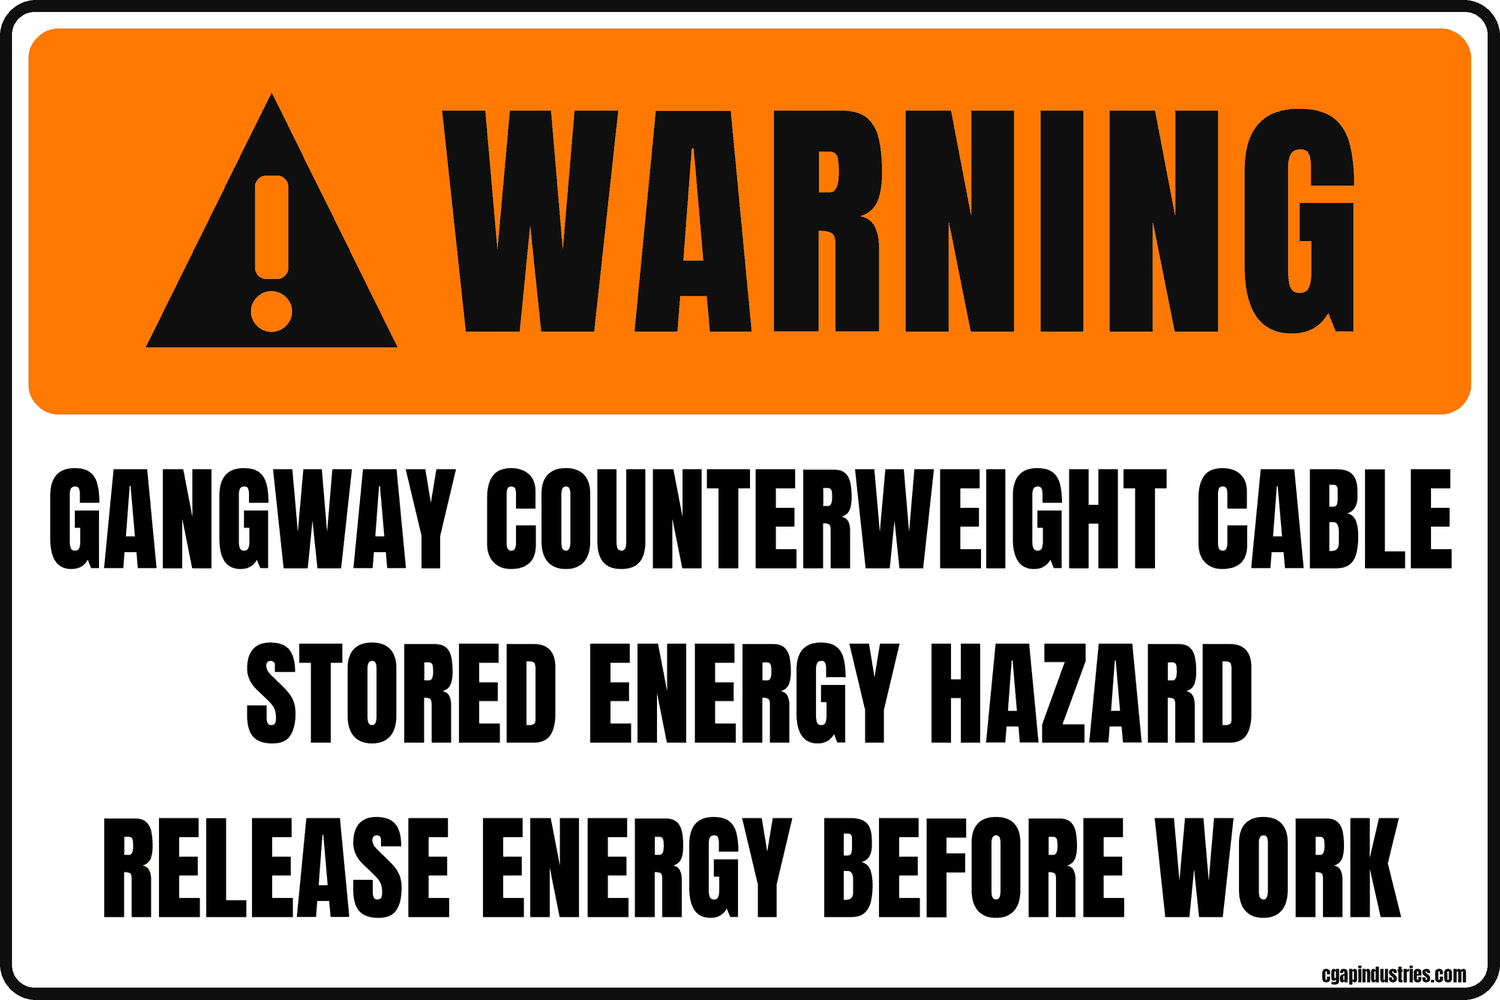 WARNING
GANGWAY COUNTERWEIGHT CABLE
STORED ENERGY HAZARD
RELEASE ENERGY BEFORE WORK
cgapindustries.com